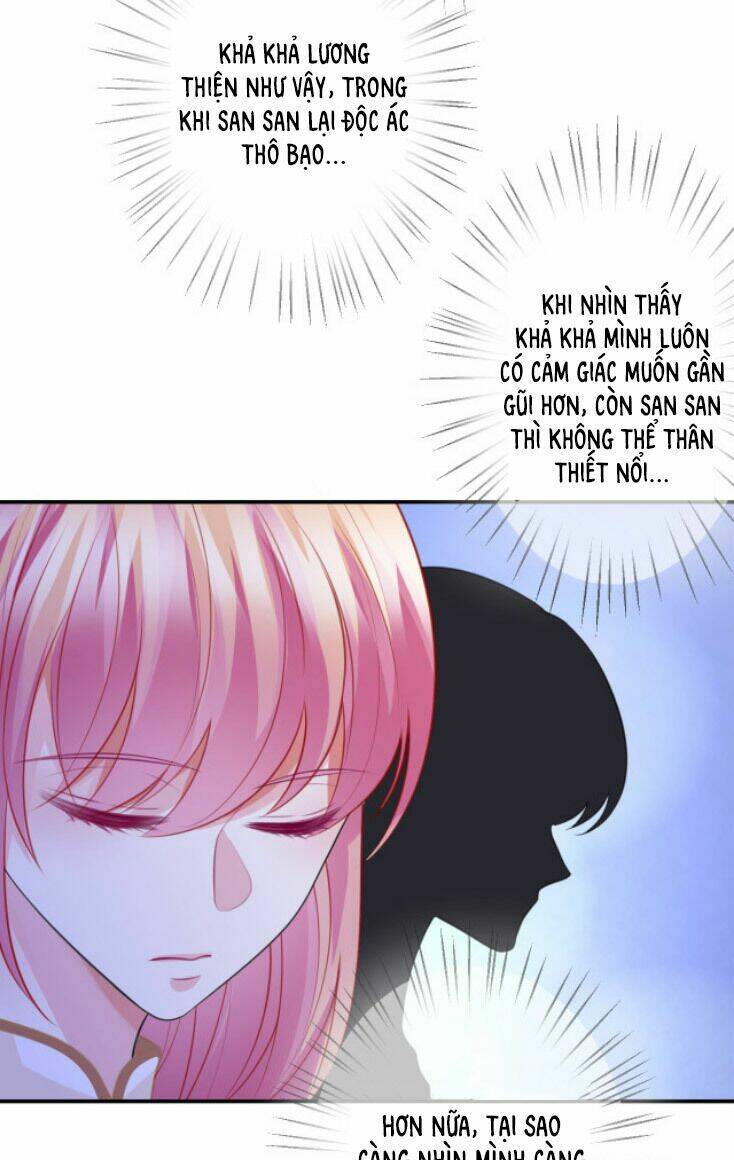 KHẢ KHẢ LƯƠNG
THIỆN NHƯ VẬY, TRONG
KHI SAN SAN LẠI ĐỘC ÁC
THÔ BẠO...
KHI NHÌN THẤY
KHẢ KHẢ MÌNH LUÔN
CÓ CẢM GIÁC MUỐN GẦN
GŨI HƠN, CÒN SAN SAN
THÌ KHÔNG THỂ THÂN
THIẾT NỔI...
HƠN NỮA, TẠI SAO
CÀNG NHÌN MÌNH CÀNG